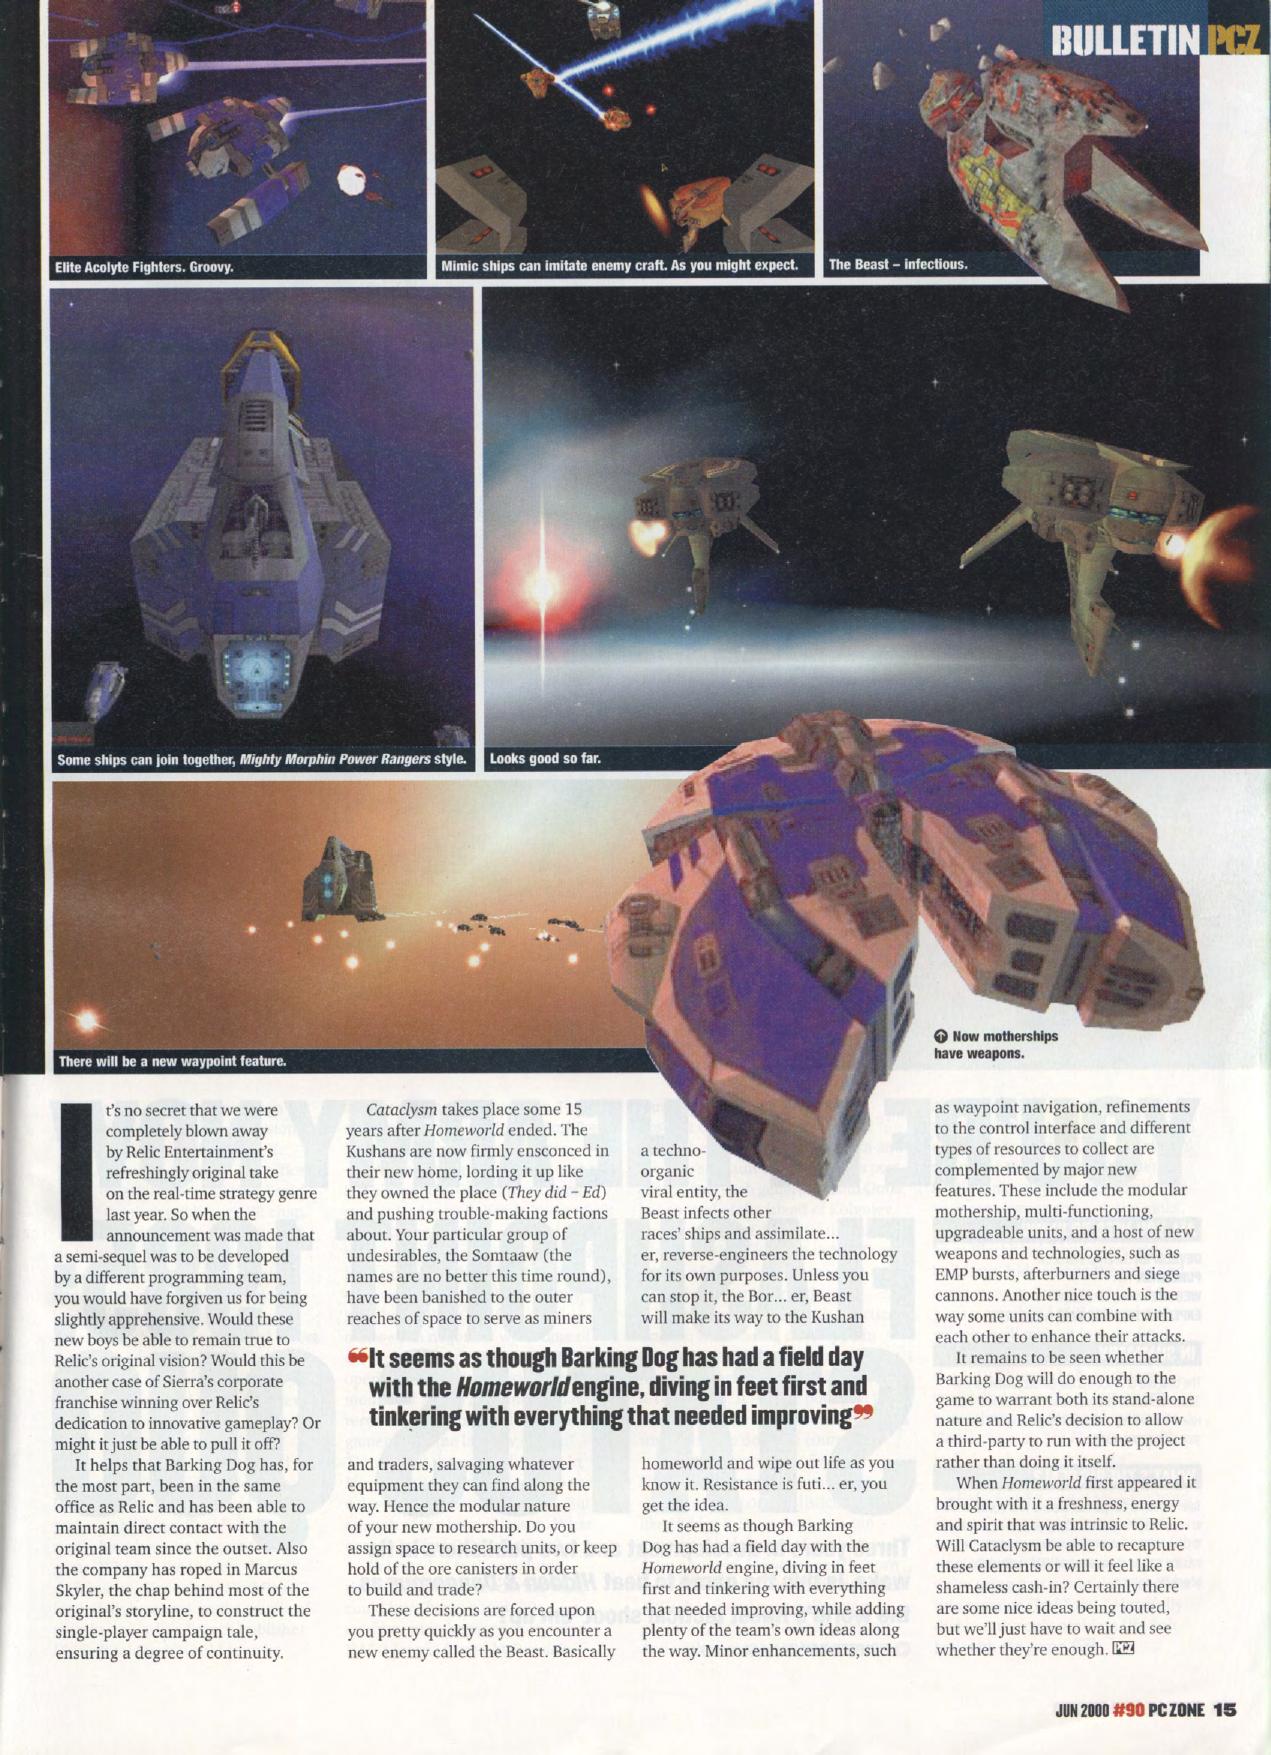 BULLETIN PCZ
Elite Acolyte Fighters. Groovy.
Mimic ships can imitate enemy craft. As you might expect.
The Beast – infectious.
Some ships can join together, Mighty Morphin Power Rangers style.
Looks good so far.
There will be a new waypoint feature.
Now motherships
have weapons.
It's no secret that we were
completely blown away
by Relic Entertainment's
refreshingly original take
on the real-time strategy genre
last year. So when the
announcement was made that
a semi-sequel was to be developed
by a different programming team,
you would have forgiven us for being
slightly apprehensive. Would these
new boys be able to remain true to
Relic's original vision? Would this be
another case of Sierra's corporate
franchise winning over Relic's
dedication to innovative gameplay? Or
might it just be able to pull it off?
It helps that Barking Dog has, for
the most part, been in the same
office as Relic and has been able to
maintain direct contact with the
original team since the outset. Also
the company has roped in Marcus
Skyler, the chap behind most of the
original's storyline, to construct the
single-player campaign tale,
ensuring a degree of continuity.
Cataclysm takes place some 15
years after Homeworld ended. The
Kushans are now firmly ensconced in
their new home, lording it up like
they owned the place (They did – Ed)
and pushing trouble-making factions
about. Your particular group of
undesirables, the Somtaaw (the
names are no better this time round),
have been banished to the outer
reaches of space to serve as miners
and traders, salvaging whatever
equipment they can find along the
way. Hence the modular nature
of your new mothership. Do you
assign space to research units, or keep
hold of the ore canisters in order
to build and trade?
These decisions are forced upon
you pretty quickly as you encounter a
new enemy called the Beast. Basically
a techno-
organic
viral entity, the
Beast infects other
races' ships and assimilate...
er, reverse-engineers the technology
for its own purposes. Unless you
can stop it, the Bor... er, Beast
will make its way to the Kushan
homeworld and wipe out life as you
know it. Resistance is futi... er, you
get the idea.
It seems as though Barking
Dog has had a field day with the
Homeworld engine, diving in feet
first and tinkering with everything
that needed improving, while adding
plenty of the team's own ideas along
the way. Minor enhancements, such
“It seems as though Barking Dog has had a field day
with the Homeworld engine, diving in feet first and
tinkering with everything that needed improving”
as waypoint navigation, refinements
to the control interface and different
types of resources to collect are
complemented by major new
features. These include the modular
mothership, multi-functioning,
upgradeable units, and a host of new
weapons and technologies, such as
EMP bursts, afterburners and siege
cannons. Another nice touch is the
way some units can combine with
each other to enhance their attacks.
It remains to be seen whether
Barking Dog will do enough to the
game to warrant both its stand-alone
nature and Relic's decision to allow
a third-party to run with the project
rather than doing it itself.
When Homeworld first appeared it
brought with it a freshness, energy
and spirit that was intrinsic to Relic.
Will Cataclysm be able to recapture
these elements or will it feel like a
shameless cash-in? Certainly there
are some nice ideas being touted,
but we'll just have to wait and see
whether they're enough. PCZ
JUN 2000 #90 PC ZONE 15